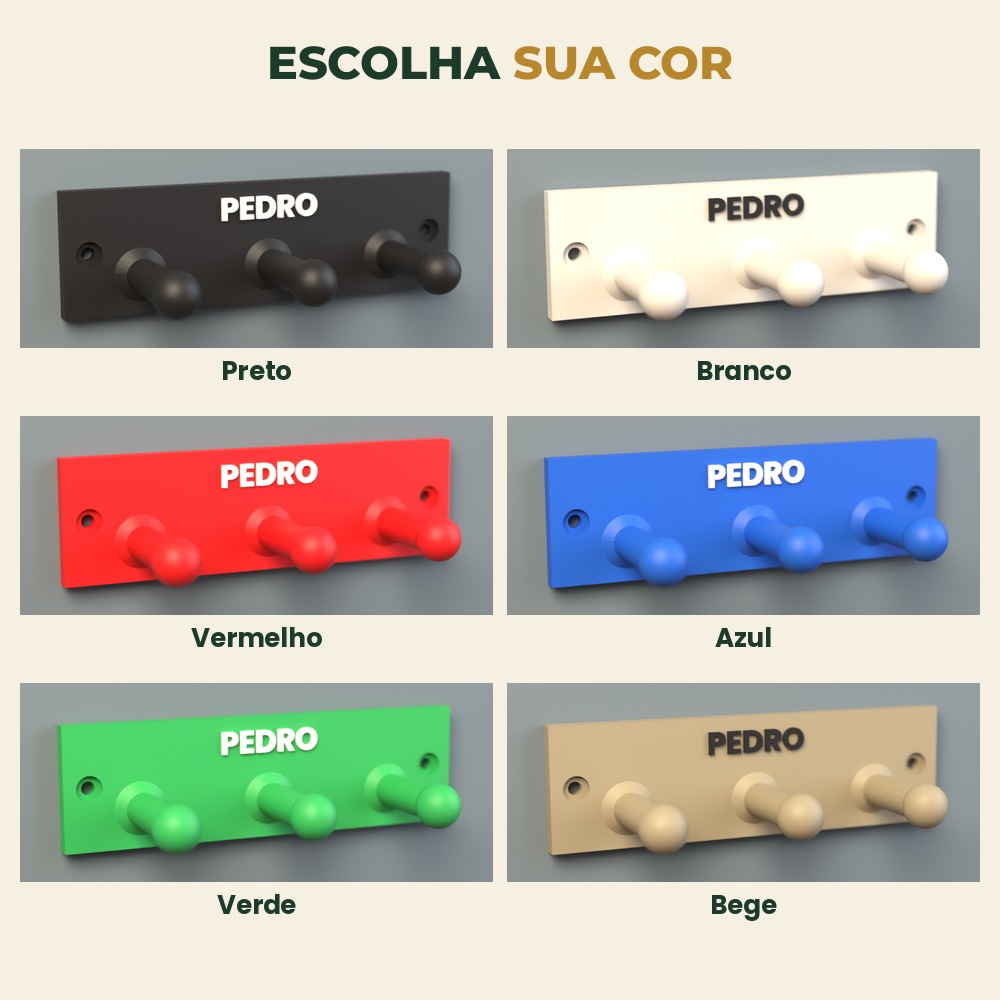 ESCOLHA SUA COR
PEDRO
PEDRO
Preto
Branco
PEDRO
PEDRO
Vermelho
Azul
PEDRO
PEDRO
Verde
Bege